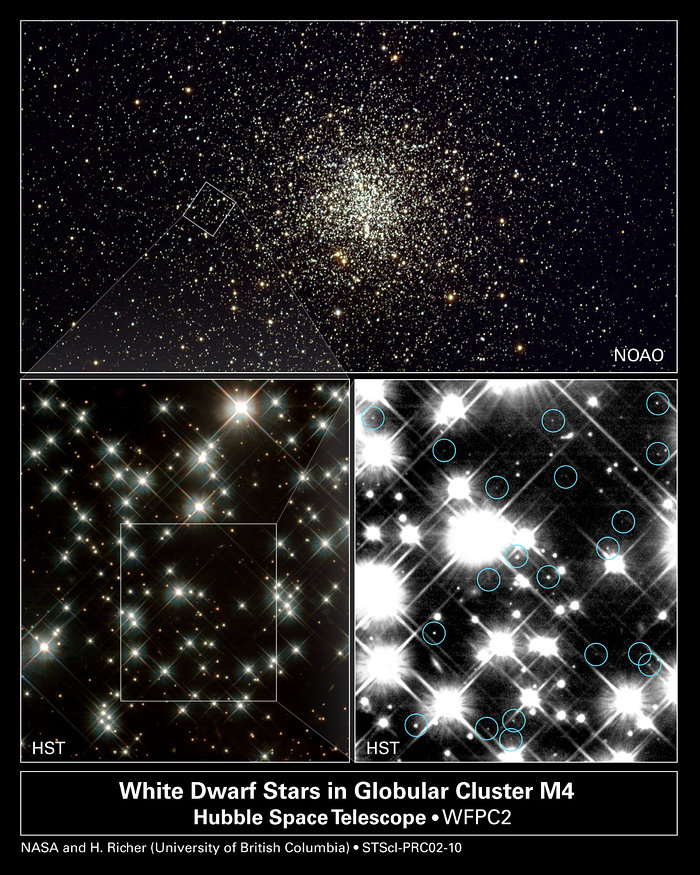 NOAO
HST
HST
White Dwarf Stars in Globular Cluster M4
Hubble Space Telescope • WFPC2
NASA and H. Richer (University of British Columbia) • STScI-PRC02-10